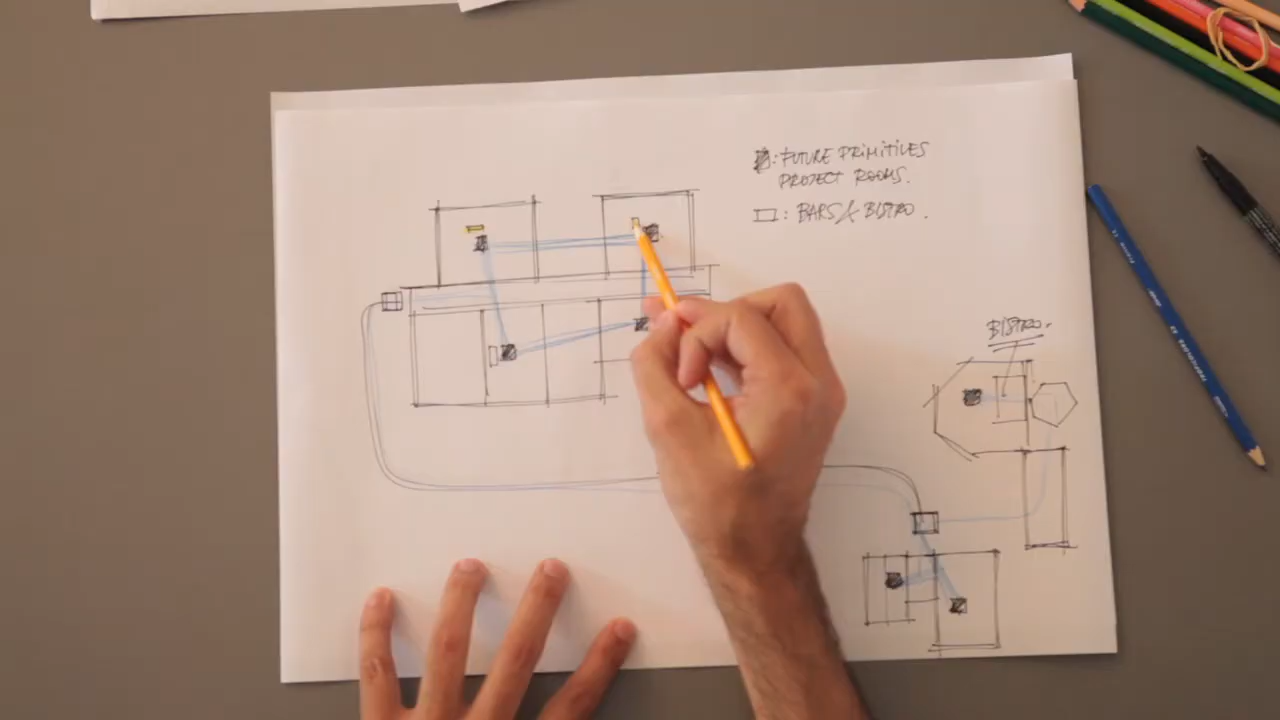 : FUTURE PRIMITIVES
PROJECT ROOMS.
: BARS & BISTRO.
BISTRO.